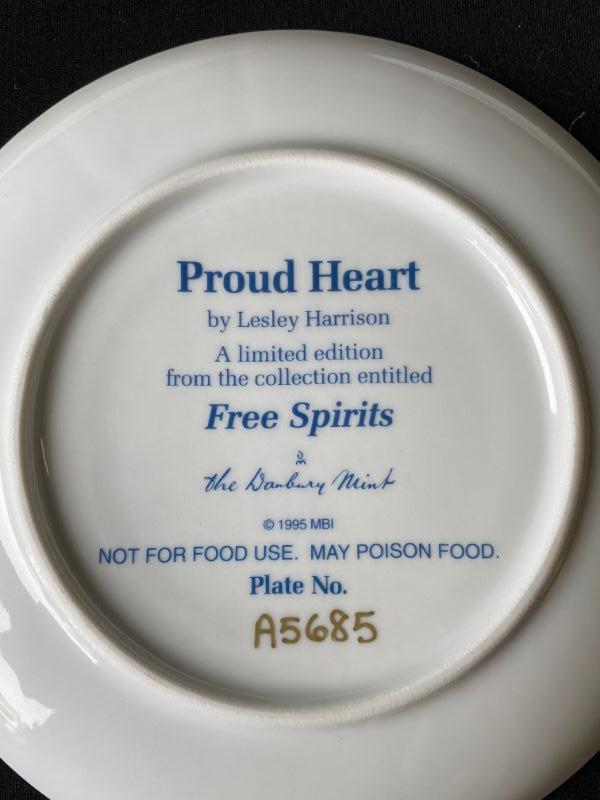 Proud Heart
by Lesley Harrison
A limited edition
from the collection entitled
Free Spirits
the Danbury Mint
© 1995 MBI
NOT FOR FOOD USE. MAY POISON FOOD.
Plate No.
A5685